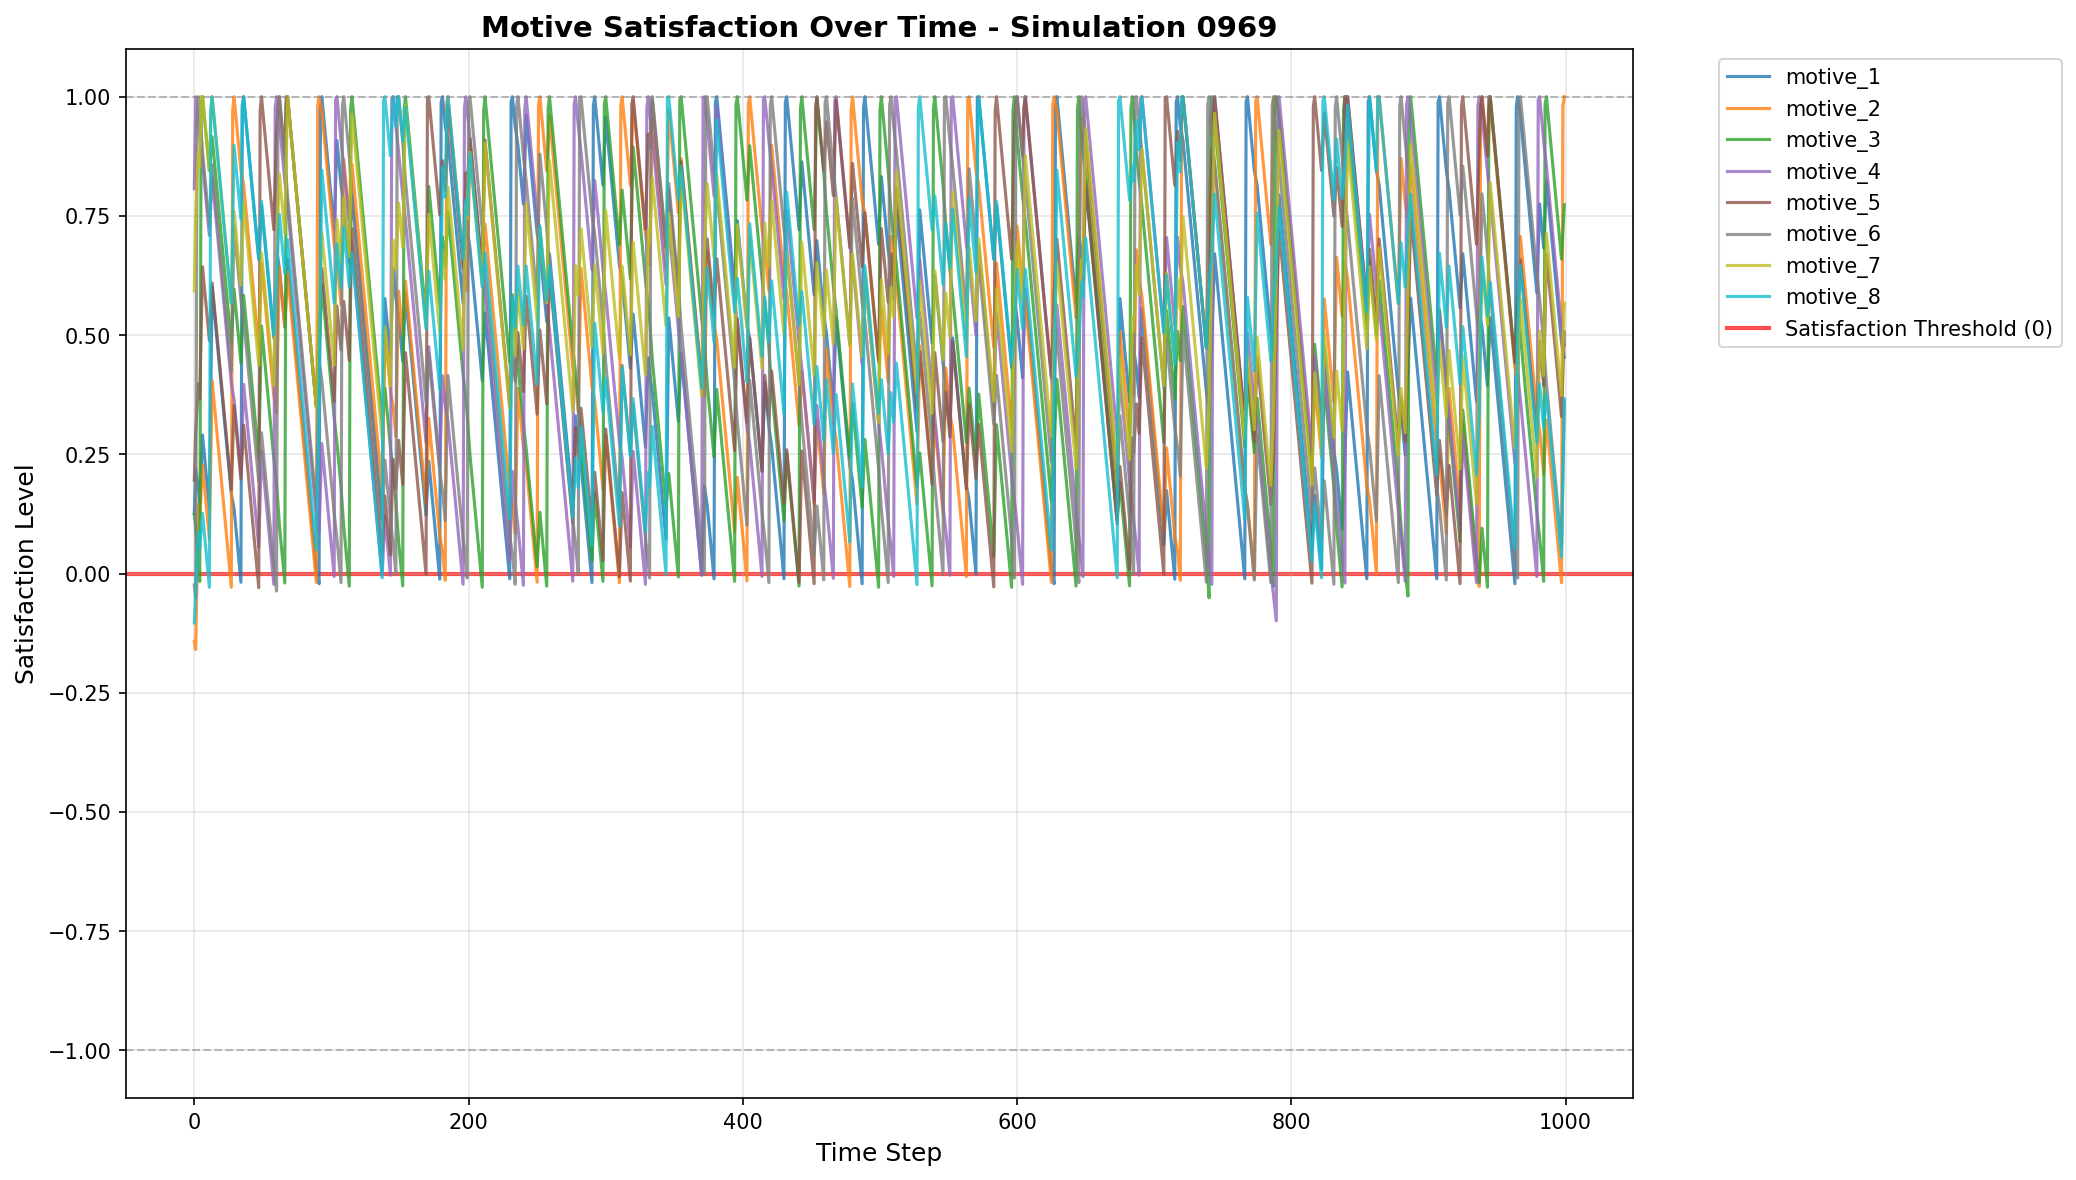 Motive Satisfaction Over Time - Simulation 0969
motive_1
motive_2
motive_3
motive_4
motive_5
motive_6
motive_7
motive_8
Satisfaction Threshold (0)
Satisfaction Level
1.00
0.75
0.50
0.25
0.00
−0.25
−0.50
−0.75
−1.00
0
200
400
600
800
1000
Time Step